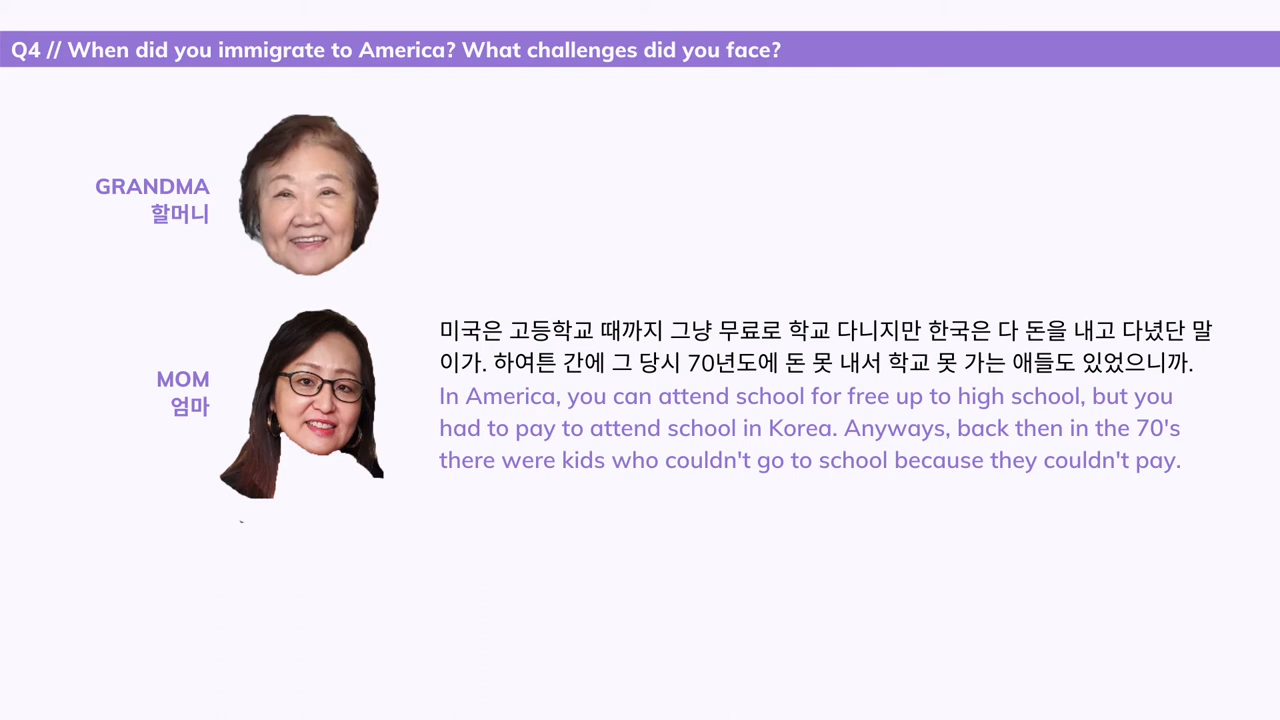 Q4 // When did you immigrate to America? What challenges did you face?
GRANDMA
할머니
MOM
엄마
미국은 고등학교 때까지 그냥 무료로 학교 다니지만 한국은 다 돈을 내고 다녔단 말
이가. 하여튼 간에 그 당시 70년도에 돈 못 내서 학교 못 가는 애들도 있었으니까.
In America, you can attend school for free up to high school, but you
had to pay to attend school in Korea. Anyways, back then in the 70's
there were kids who couldn't go to school because they couldn't pay.